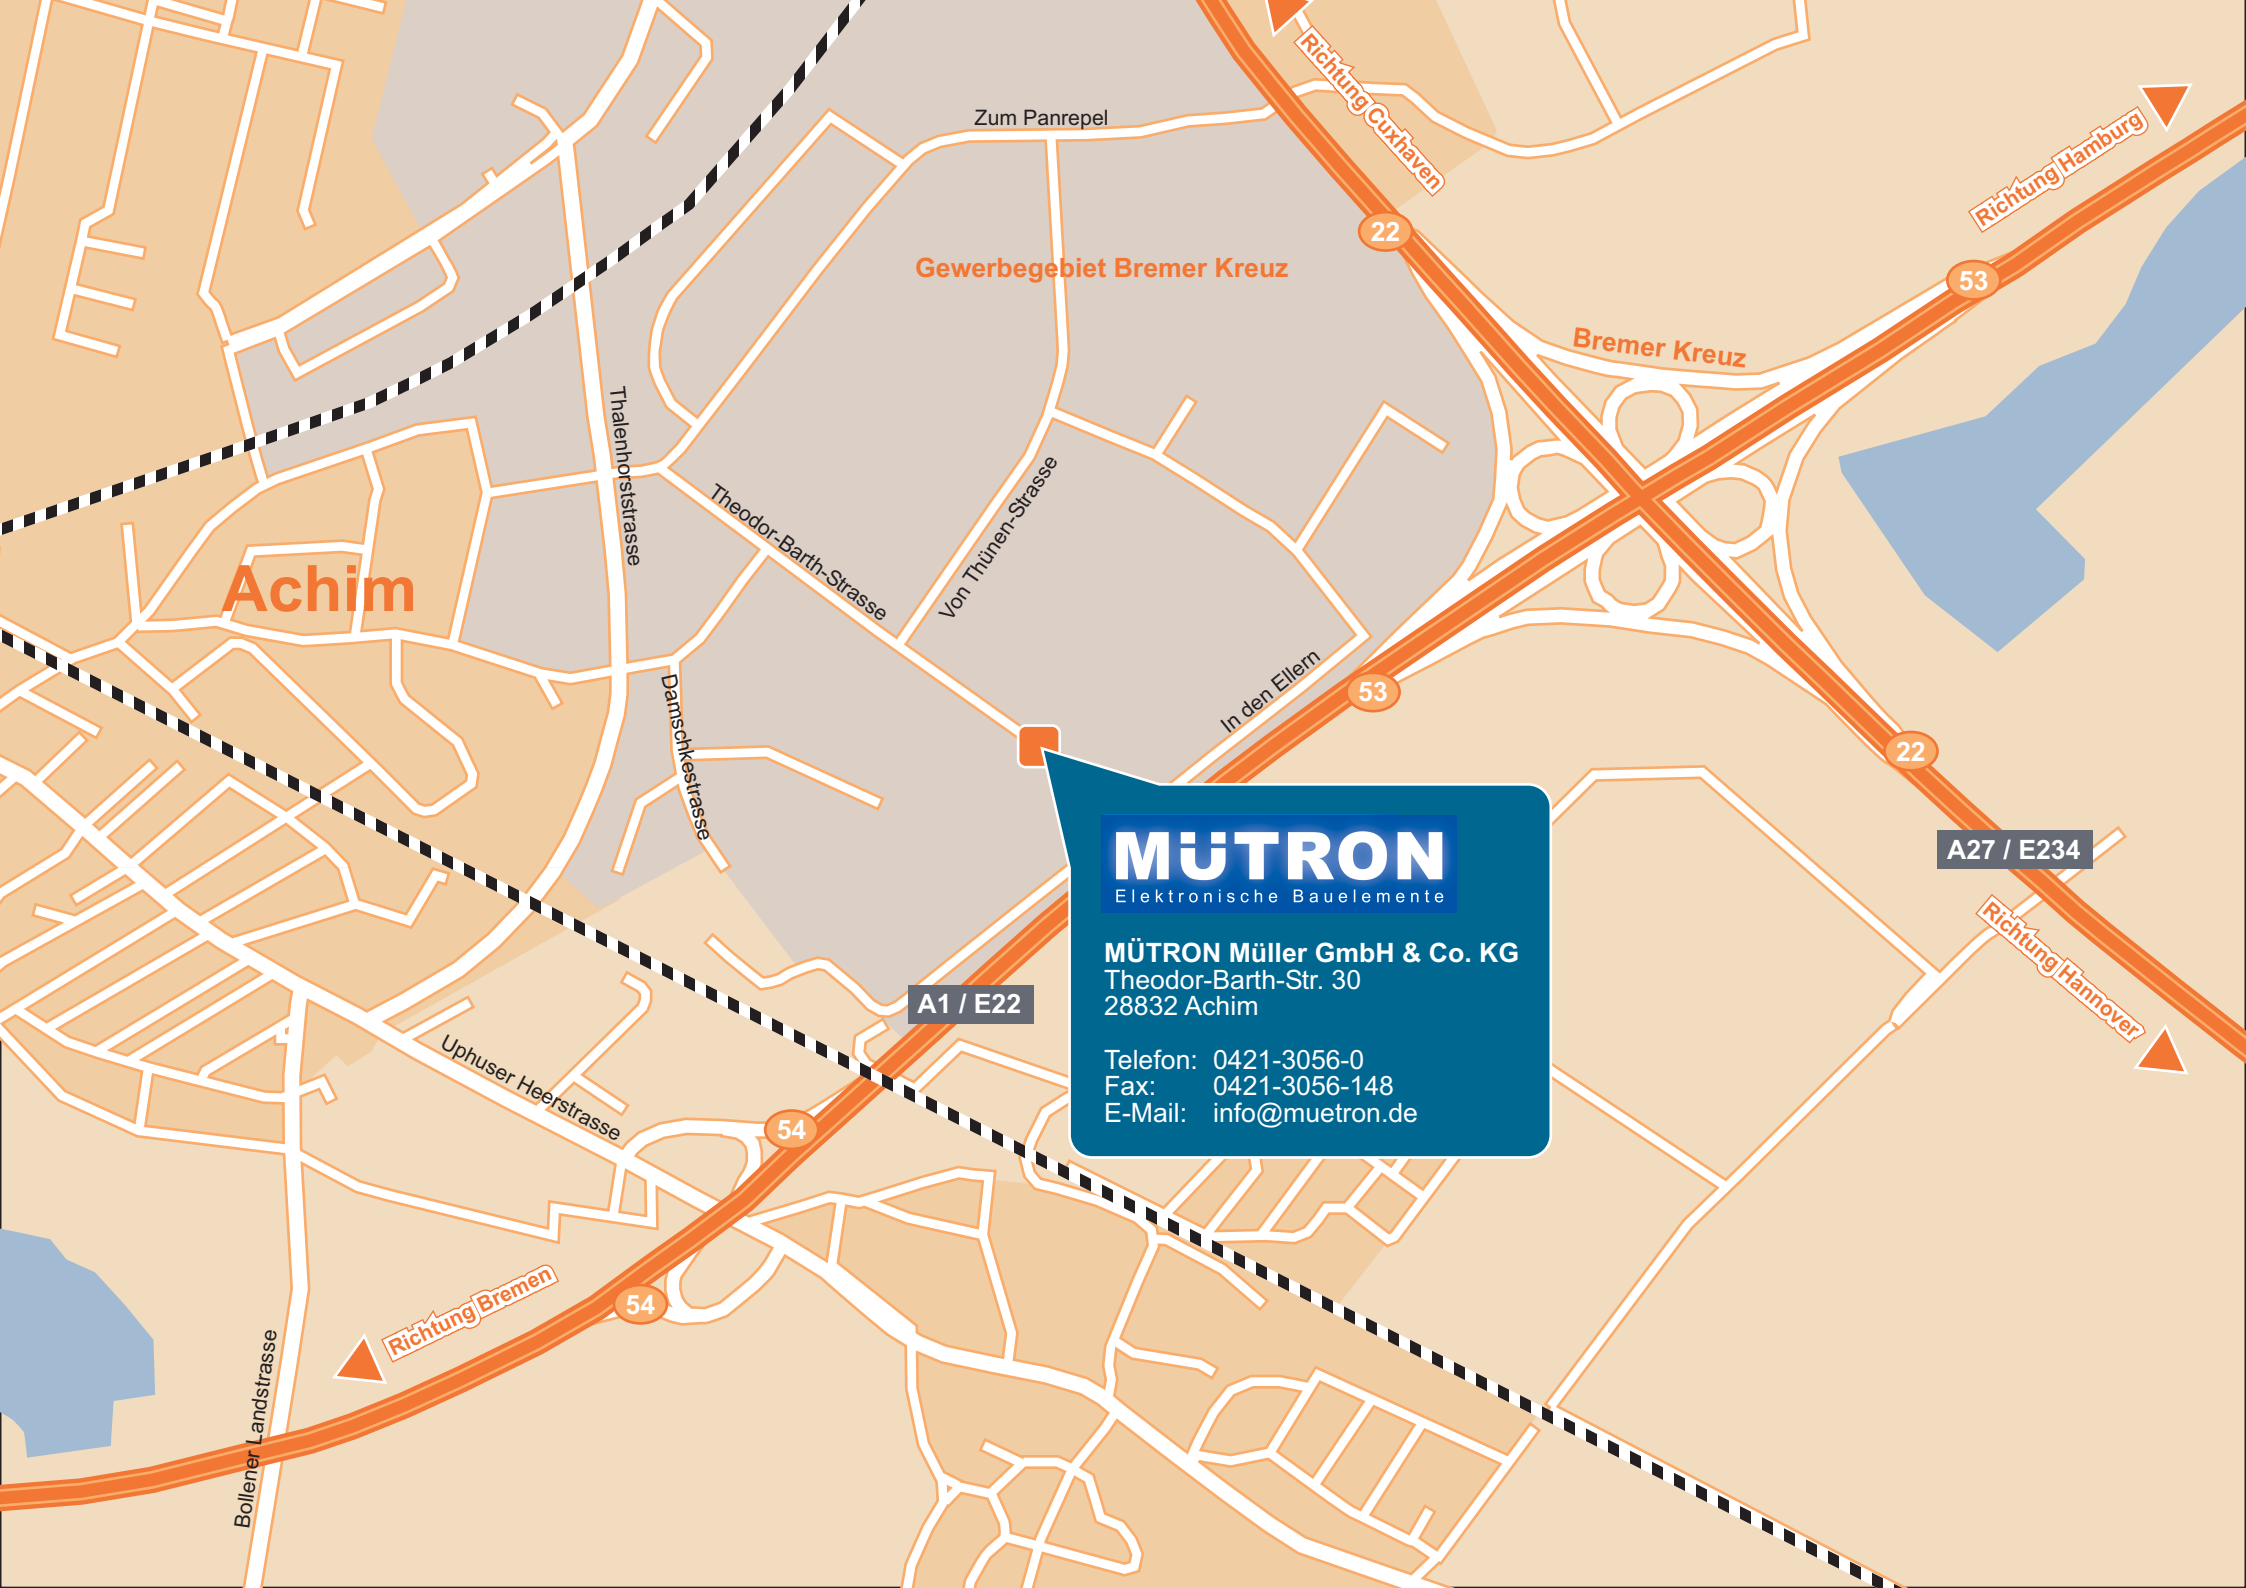 Richtung Cuxhaven
Richtung Hamburg
Zum Panrepel
22
Gewerbegebiet Bremer Kreuz
53
Bremer Kreuz
Thalenhorststrasse
Theodor-Barth-Strasse
Von Thünen-Strasse
Achim
In den Ellern
53
Damschkestrasse
22
MÜTRON
Elektronische Bauelemente
MÜTRON Müller GmbH & Co. KG
Theodor-Barth-Str. 30
28832 Achim
Telefon: 0421-3056-0
Fax: 0421-3056-148
E-Mail: info@muetron.de
A27 / E234
Richtung Hannover
A1 / E22
Uphuser Heerstrasse
54
54
Richtung Bremen
Bollener Landstrasse